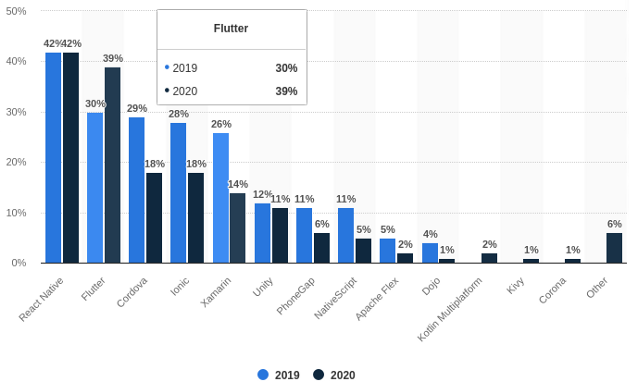 50%
40%
30%
20%
10%
0%
Flutter
2019 30%
2020 39%
42% 42%
30% 39%
29% 18%
28% 18%
26% 14%
12% 11%
11% 6%
11% 5%
5% 2%
4% 1%
2%
1%
1%
6%
React Native
Flutter
Cordova
Ionic
Xamarin
Unity
PhoneGap
NativeScript
Apache Flex
Dojo
Kotlin Multiplatform
Kivy
Corona
Other
2019 2020